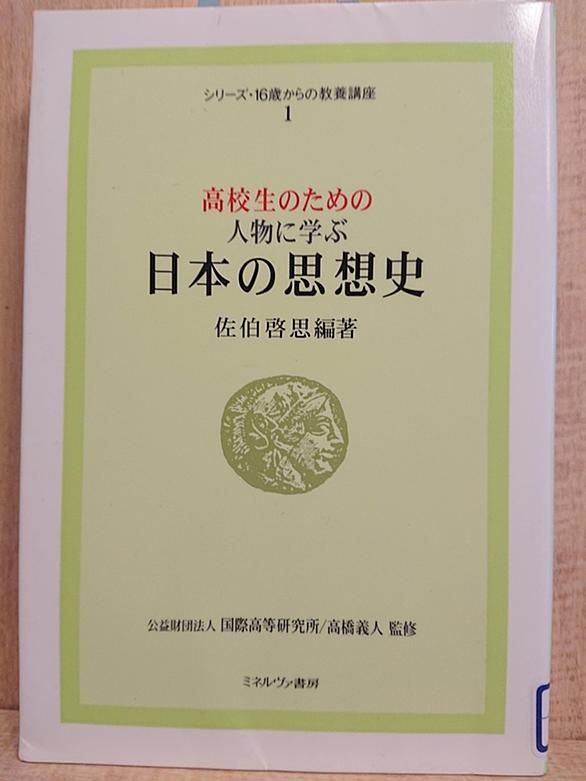 シリーズ・16歳からの教養講座
1
高校生のための
人物に学ぶ
日本の思想史
佐伯啓思編著
公益財団法人 国際高等研究所/高橋義人 監修
ミネルヴァ書房